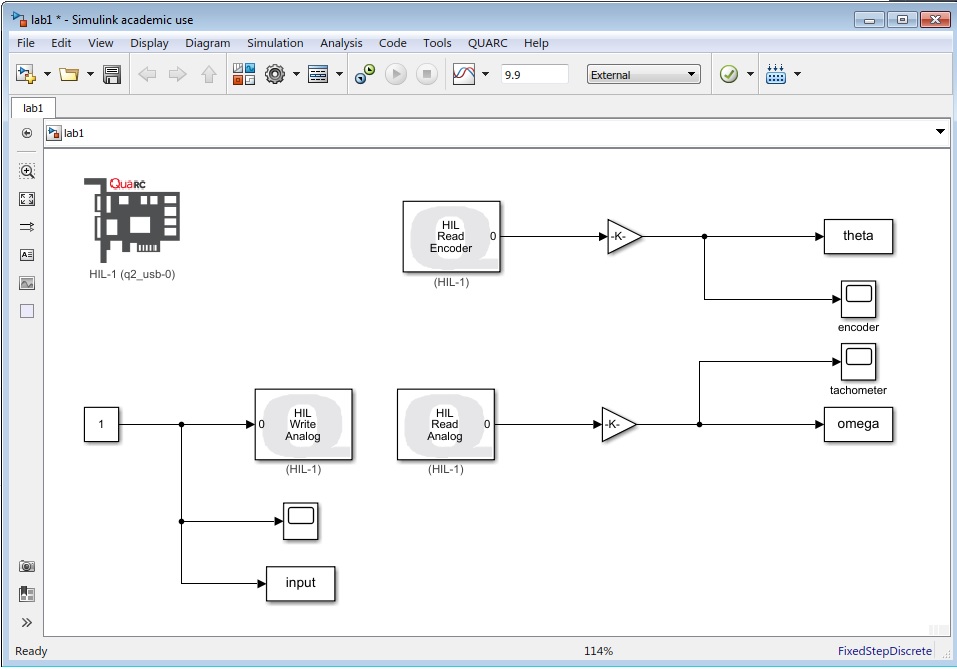 lab1 * - Simulink academic use
File Edit View Display Diagram Simulation Analysis Code Tools QUARC Help
9.9
External
lab1
lab1
QUARC
HIL-1 (q2_usb-0)
HIL
Read
Encoder
0
(HIL-1)
-K-
theta
encoder
tachometer
1
0
HIL
Write
Analog
(HIL-1)
HIL
Read
Analog
0
(HIL-1)
-K-
omega
input
Ready
114%
FixedStepDiscrete